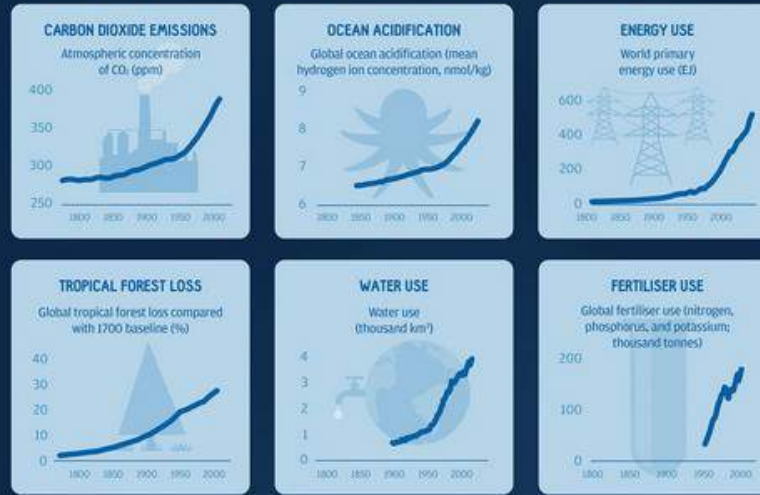 CARBON DIOXIDE EMISSIONS
Atmospheric concentration
of CO₂ (ppm)
400
350
300
250
1800 1850 1900 1950 2000
OCEAN ACIDIFICATION
Global ocean acidification (mean
hydrogen ion concentration, nmol/kg)
9
8
7
6
1800 1850 1900 1950 2000
ENERGY USE
World primary
energy use (EJ)
600
400
200
0
1800 1850 1900 1950 2000
TROPICAL FOREST LOSS
Global tropical forest loss compared
with 1700 baseline (%)
40
30
20
10
0
1800 1850 1900 1950 2000
WATER USE
Water use
(thousand km³)
4
3
2
1
0
1800 1850 1900 1950 2000
FERTILISER USE
Global fertiliser use (nitrogen,
phosphorus, and potassium;
thousand tonnes)
200
100
0
1800 1850 1900 1950 2000